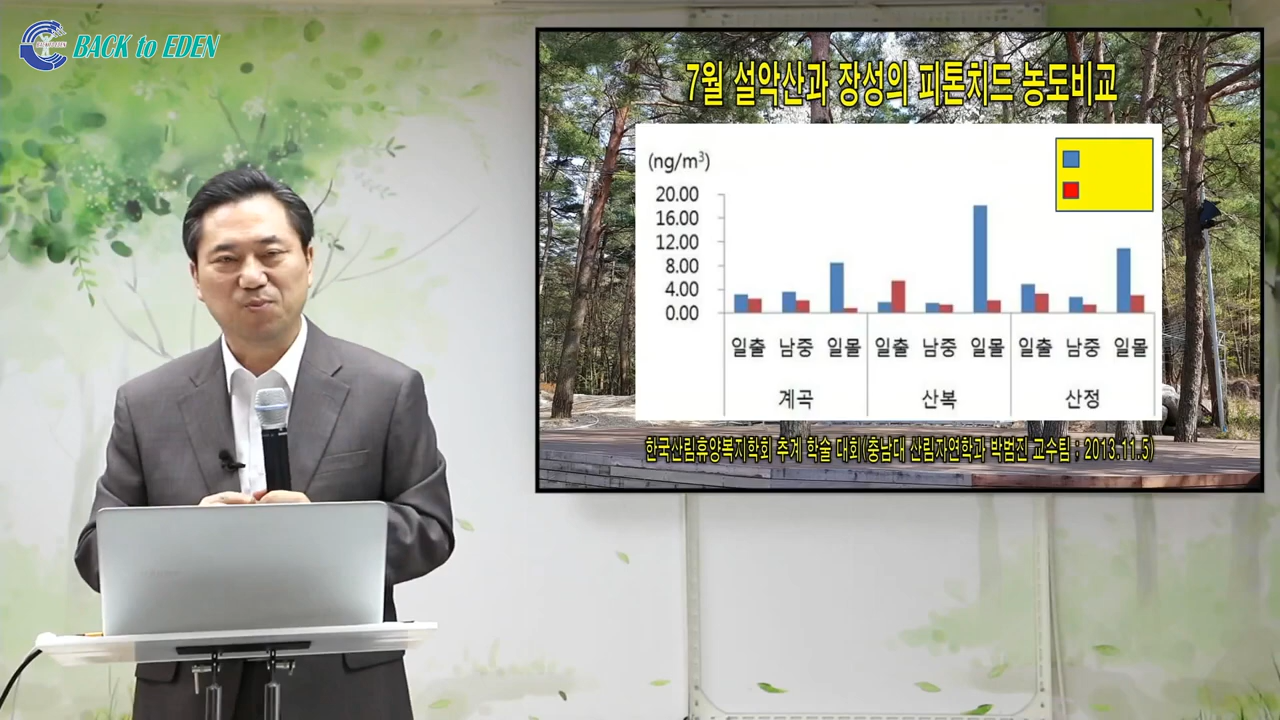 BACK to EDEN
7월 설악산과 장성의 피톤치드 농도비교
(ng/m³)
20.00
16.00
12.00
8.00
4.00
0.00
일출 남중 일몰 일출 남중 일몰 일출 남중 일몰
계곡 산복 산정
한국산림휴양복지학회 추계 학술 대회(충남대 산림자연학과 박범진 교수팀 : 2013.11.5)